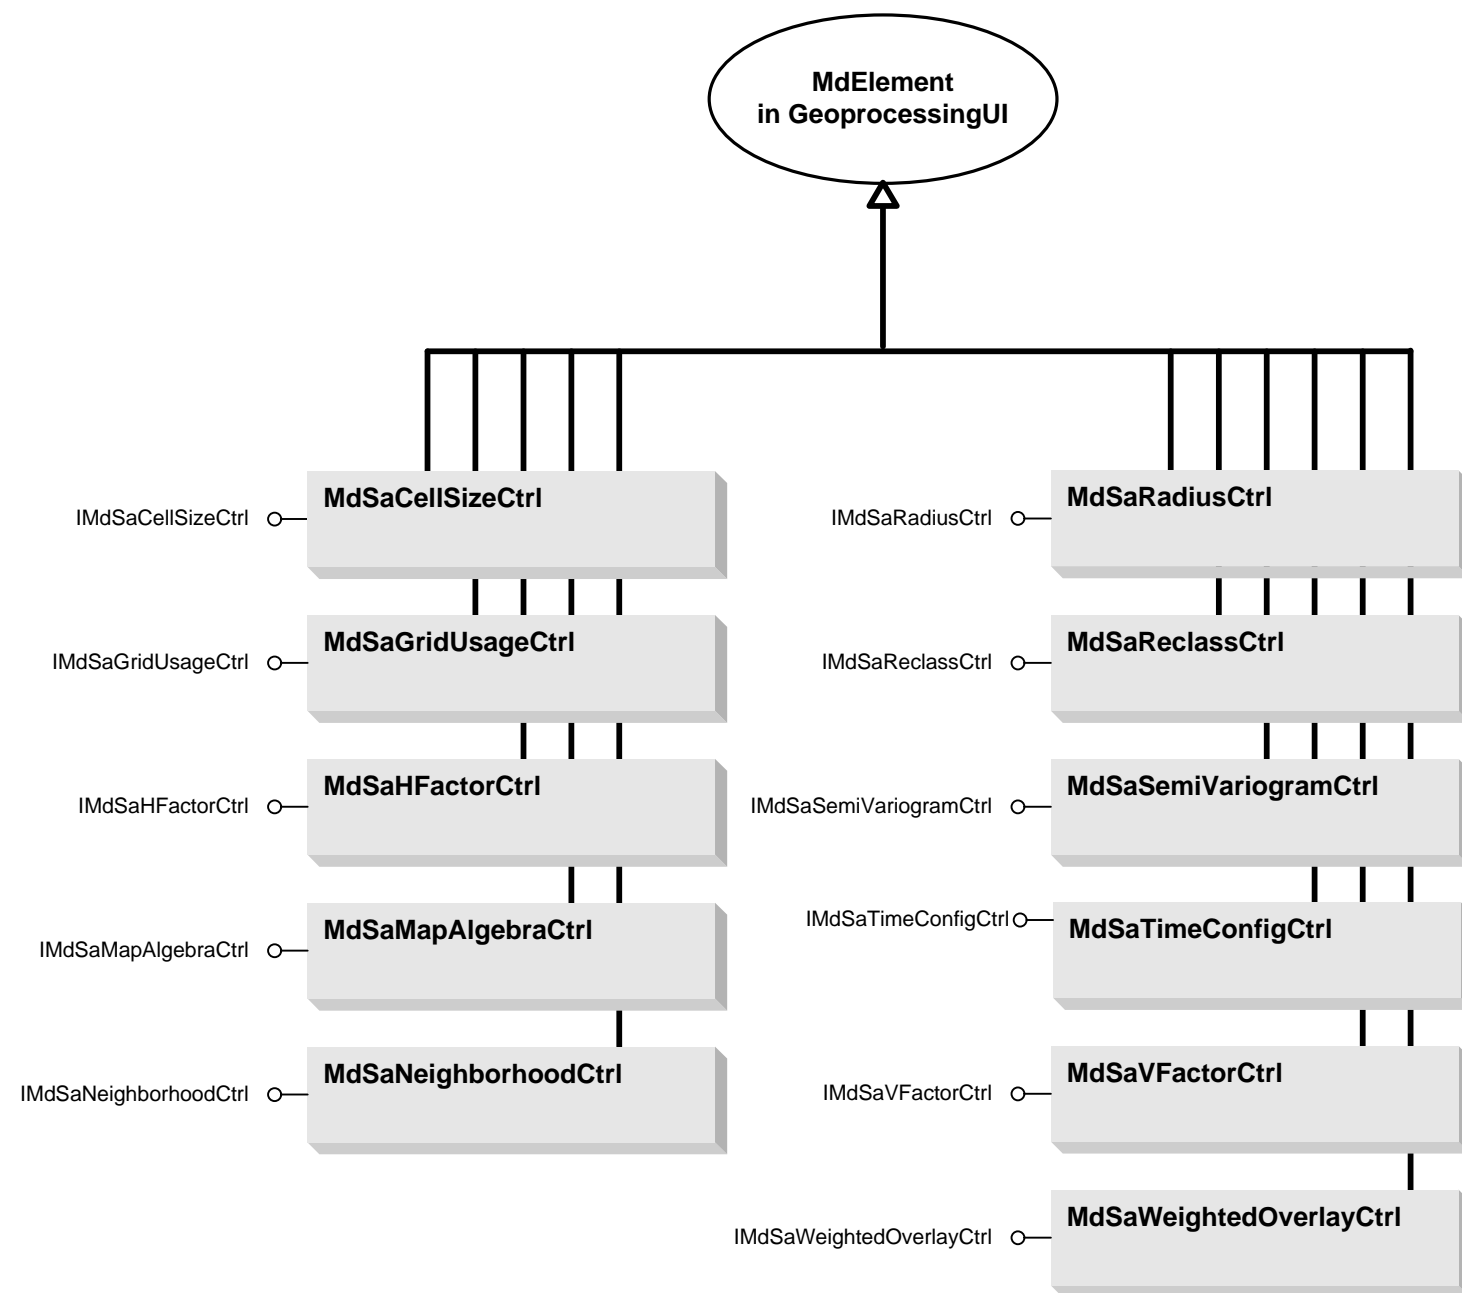 MdElement
in GeoprocessingUI
IMdSaCellSizeCtrl
MdSaCellSizeCtrl
IMdSaGridUsageCtrl
MdSaGridUsageCtrl
IMdSaHFactorCtrl
MdSaHFactorCtrl
IMdSaMapAlgebraCtrl
MdSaMapAlgebraCtrl
IMdSaNeighborhoodCtrl
MdSaNeighborhoodCtrl
IMdSaRadiusCtrl
MdSaRadiusCtrl
IMdSaReclassCtrl
MdSaReclassCtrl
IMdSaSemiVariogramCtrl
MdSaSemiVariogramCtrl
IMdSaTimeConfigCtrl
MdSaTimeConfigCtrl
IMdSaVFactorCtrl
MdSaVFactorCtrl
IMdSaWeightedOverlayCtrl
MdSaWeightedOverlayCtrl